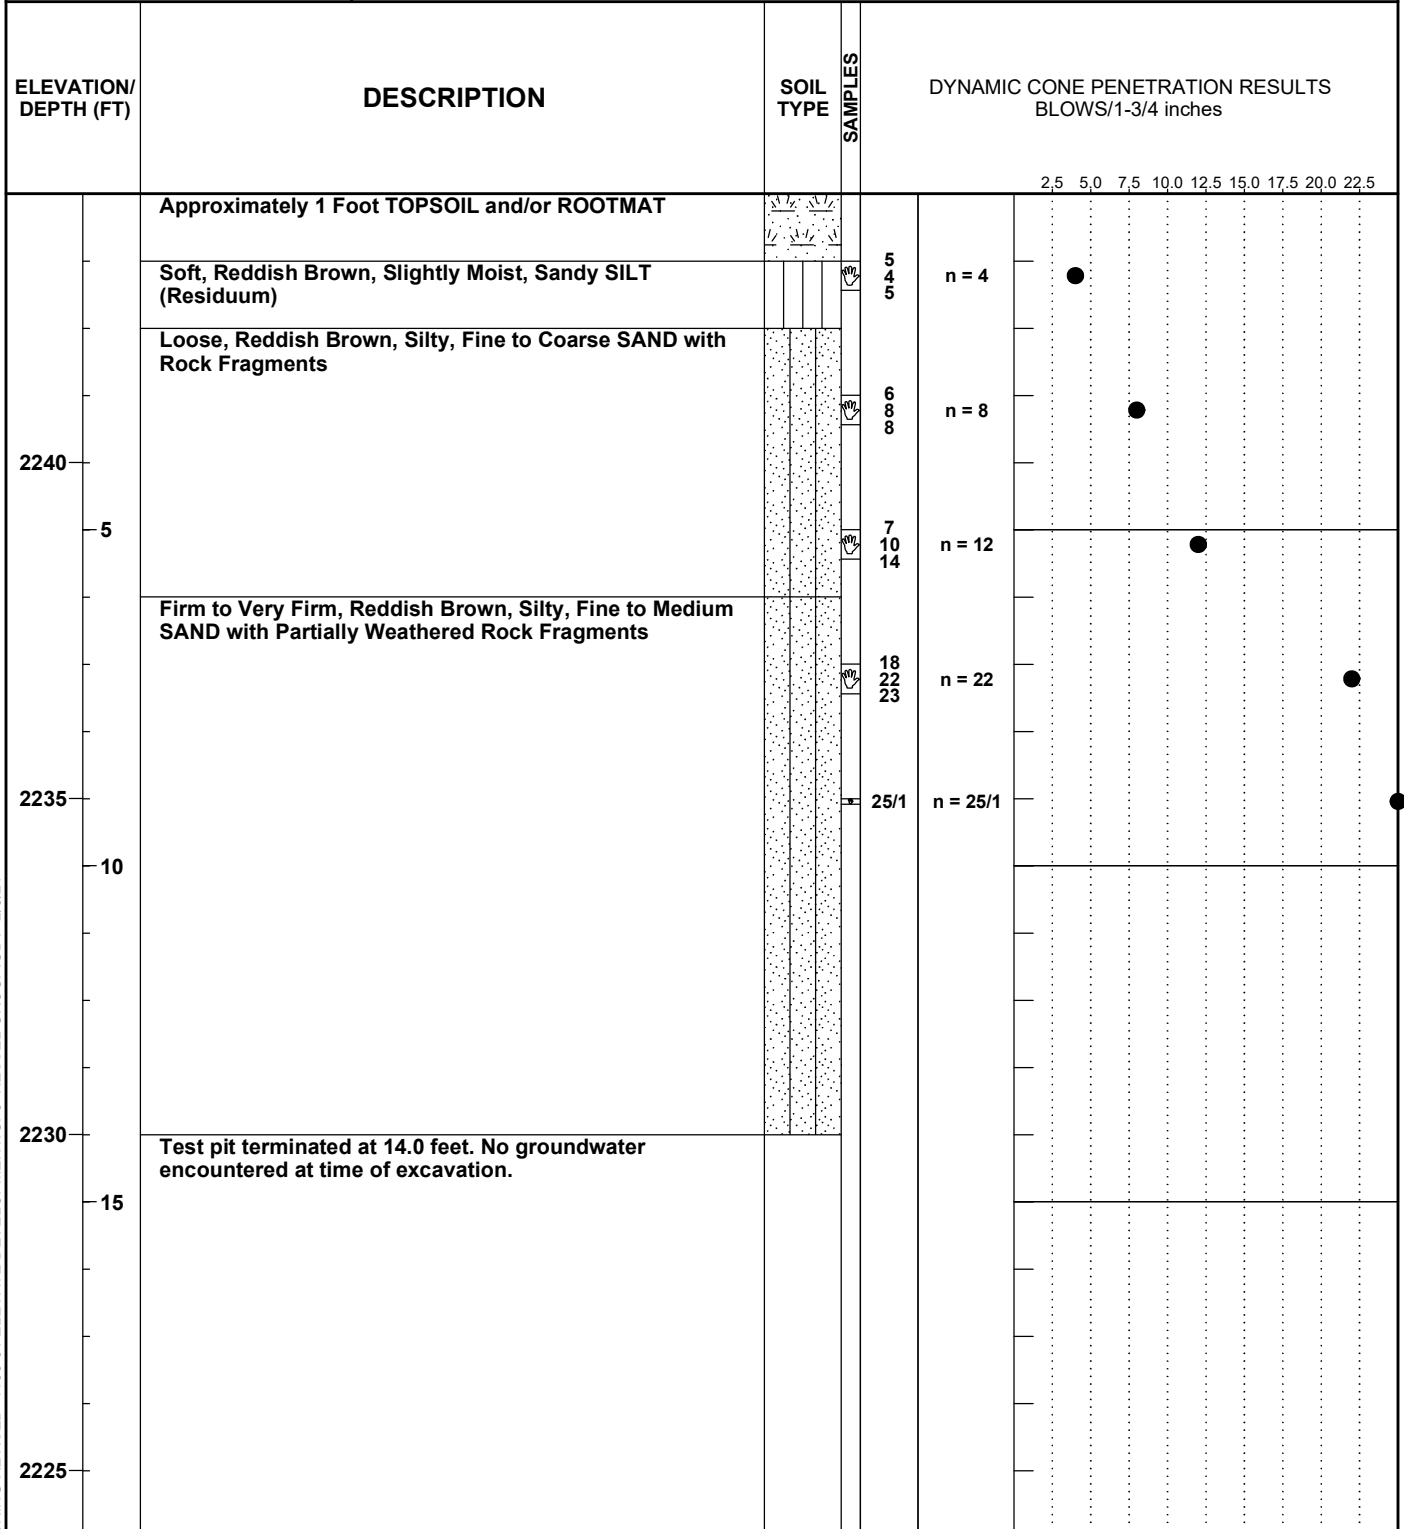 ELEVATION/
DEPTH (FT)
DESCRIPTION
SOIL
TYPE
SAMPLES
DYNAMIC CONE PENETRATION RESULTS
BLOWS/1-3/4 inches
2.5 5.0 7.5 10.0 12.5 15.0 17.5 20.0 22.5
Approximately 1 Foot TOPSOIL and/or ROOTMAT
Soft, Reddish Brown, Slightly Moist, Sandy SILT
(Residuum)
5
4
5
n = 4
Loose, Reddish Brown, Silty, Fine to Coarse SAND with
Rock Fragments
6
8
8
n = 8
2240
5
7
10
14
n = 12
Firm to Very Firm, Reddish Brown, Silty, Fine to Medium
SAND with Partially Weathered Rock Fragments
18
22
23
n = 22
2235
25/1
n = 25/1
10
2230
Test pit terminated at 14.0 feet. No groundwater
encountered at time of excavation.
15
2225